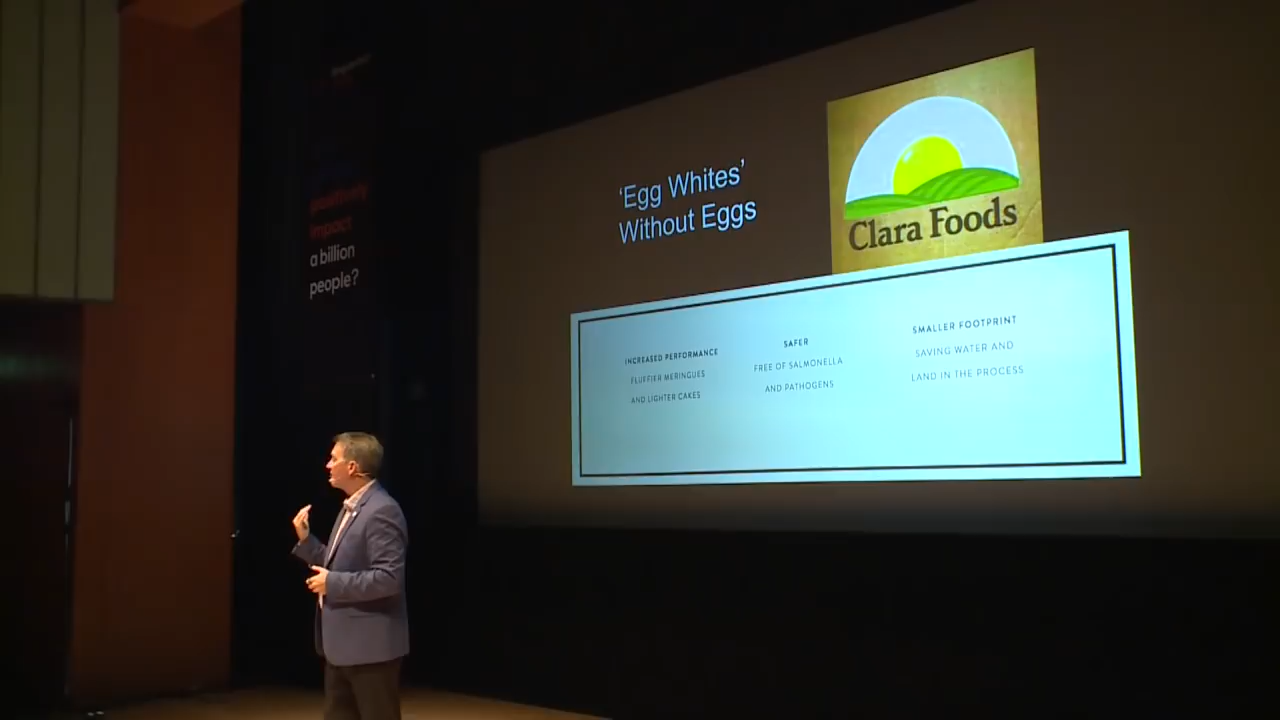 positively
impact
a billion
people?
‘Egg Whites’
Without Eggs
Clara Foods
INCREASED PERFORMANCE
FLUFFIER MERINGUES
AND LIGHTER CAKES
SAFER
FREE OF SALMONELLA
AND PATHOGENS
SMALLER FOOTPRINT
SAVING WATER AND
LAND IN THE PROCESS